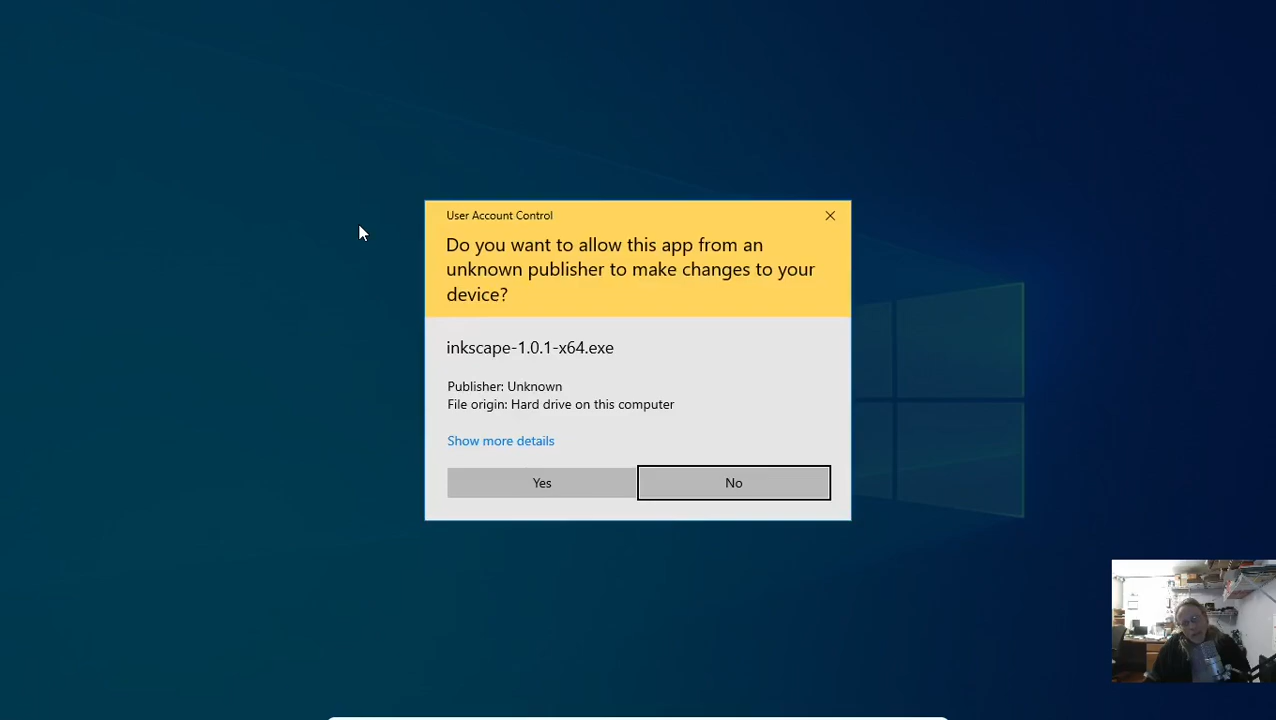 User Account Control
Do you want to allow this app from an
unknown publisher to make changes to your
device?
inkscape-1.0.1-x64.exe
Publisher: Unknown
File origin: Hard drive on this computer
Show more details
Yes
No